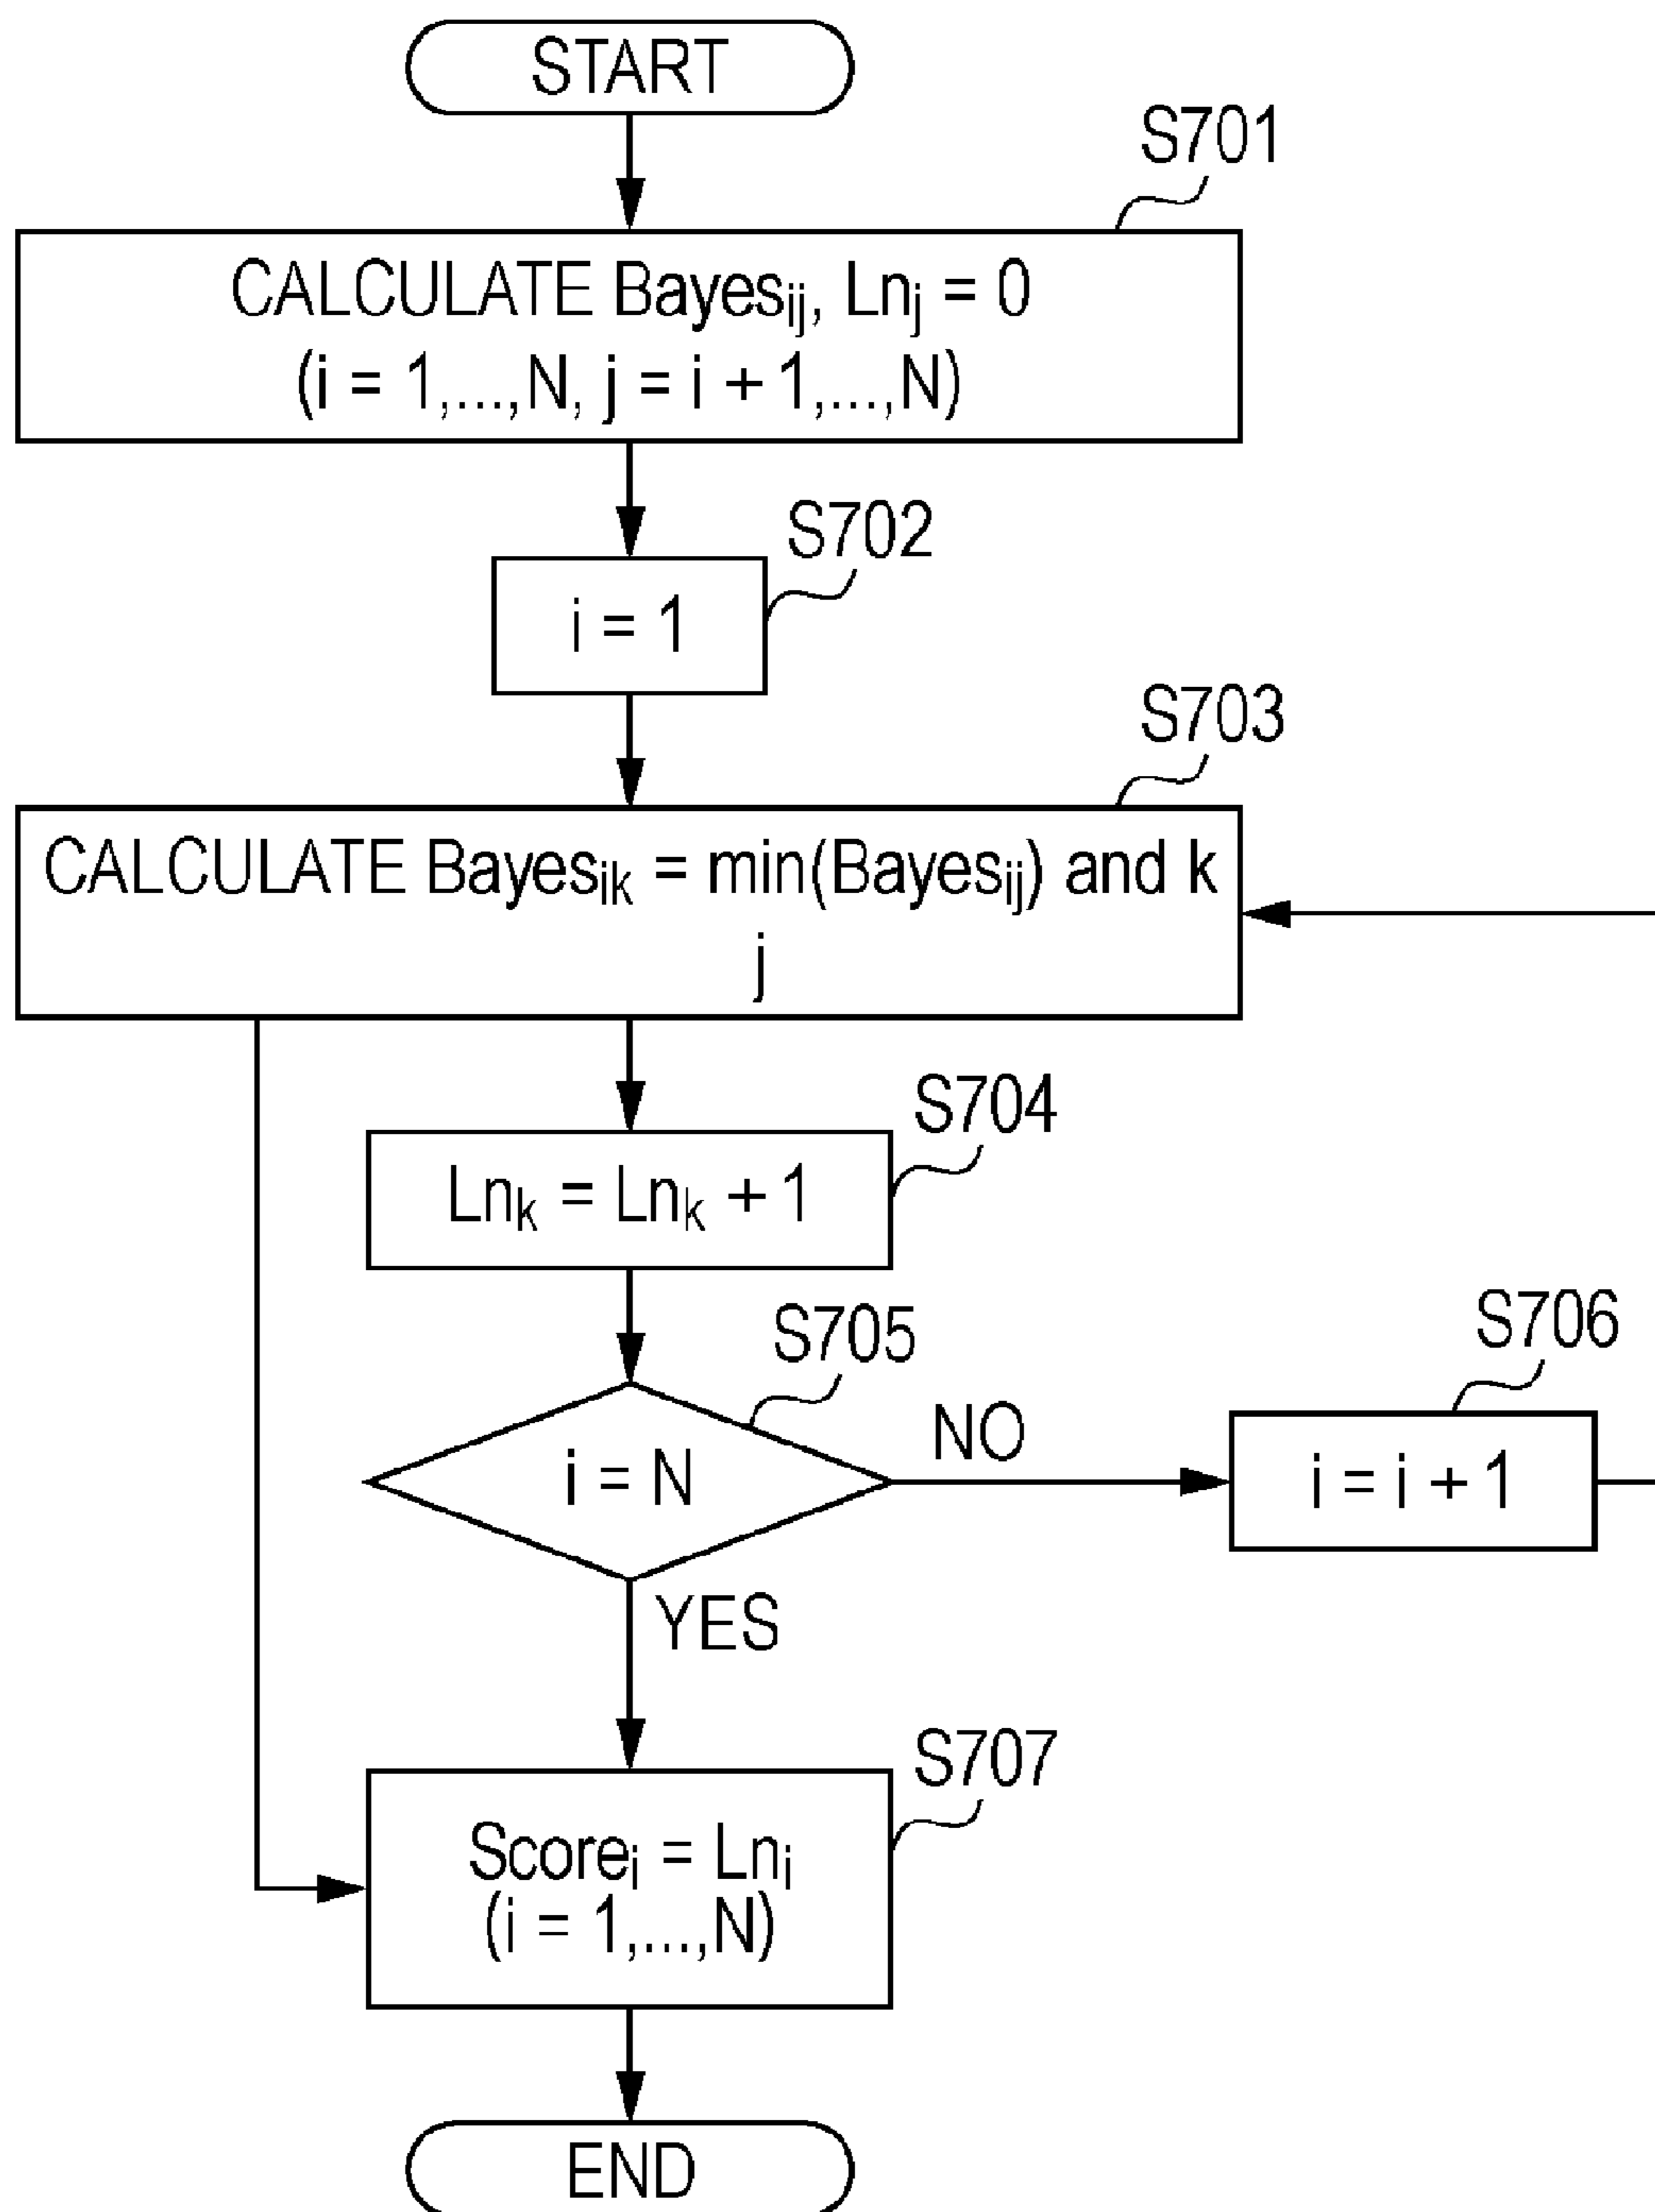 START
S701
CALCULATE Bayesij, Lnj = 0
(i = 1,...,N, j = i + 1,...,N)
S702
i = 1
S703
CALCULATE Bayesik = min(Bayesij) and k
j
S704
Lnk = Lnk + 1
S705
i = N
NO
S706
i = i + 1
YES
S707
Scorei = Lni
(i = 1,...,N)
END